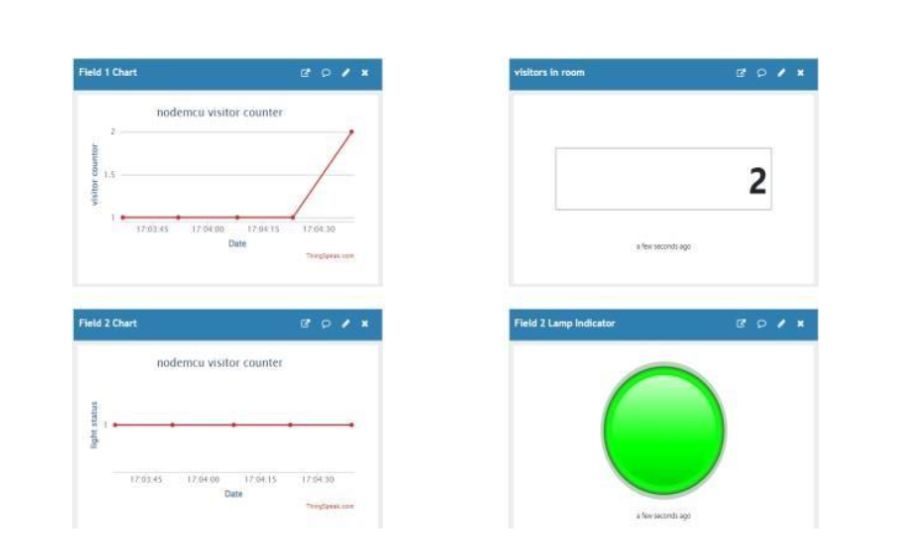 Field 1 Chart
nodemcu visitor counter
visitor counter
2
1.5
1
17:03:45 17:04:00 17:04:15 17:04:30
Date
ThingSpeak.com
visitors in room
2
a few seconds ago
Field 2 Chart
nodemcu visitor counter
light status
1
17:03:45 17:04:00 17:04:15 17:04:30
Date
ThingSpeak.com
Field 2 Lamp Indicator
a few seconds ago